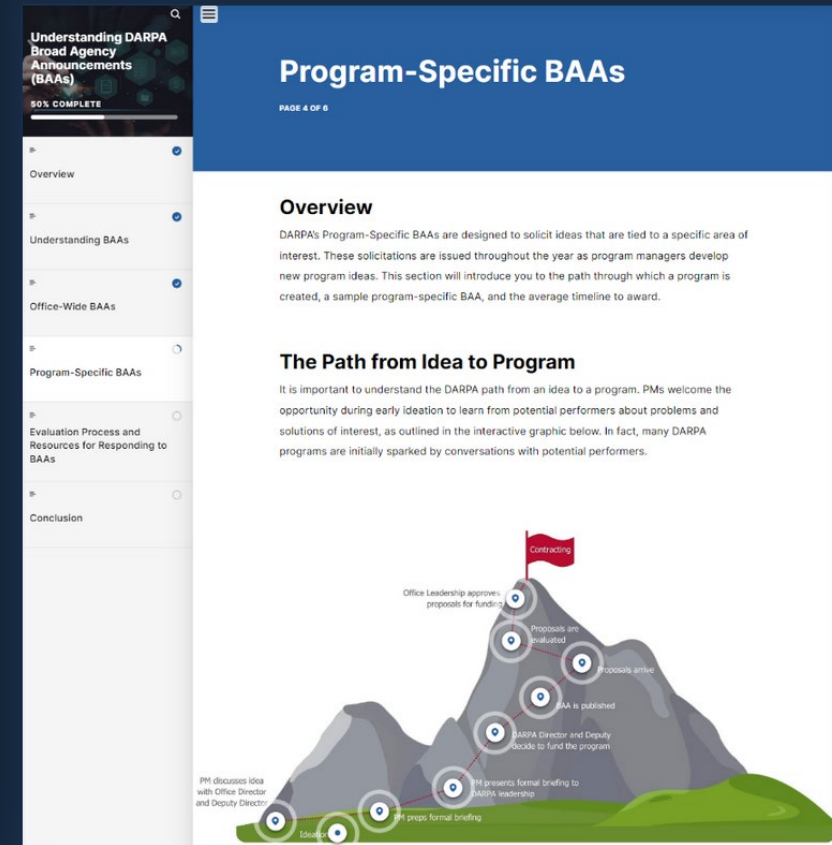 Understanding DARPA
Broad Agency
Announcements
(BAAs)
50% COMPLETE
Overview
Understanding BAAs
Office-Wide BAAs
Program-Specific BAAs
Evaluation Process and
Resources for Responding to
BAAs
Conclusion
Program-Specific BAAs
PAGE 4 OF 6
Overview
DARPA's Program-Specific BAAs are designed to solicit ideas that are tied to a specific area of
interest. These solicitations are issued throughout the year as program managers develop
new program ideas. This section will introduce you to the path through which a program is
created, a sample program-specific BAA, and the average timeline to award.
The Path from Idea to Program
It is important to understand the DARPA path from an idea to a program. PMs welcome the
opportunity during early ideation to learn from potential performers about problems and
solutions of interest, as outlined in the interactive graphic below. In fact, many DARPA
programs are initially sparked by conversations with potential performers.
Contracting
Office Leadership approves
proposals for funding
Proposals are
evaluated
Proposals arrive
BAA is published
DARPA Director and Deputy
decide to fund the program
PM presents formal briefing to
DARPA leadership
PM discusses idea
with Office Director
and Deputy Director
PM preps formal briefing
Ideation